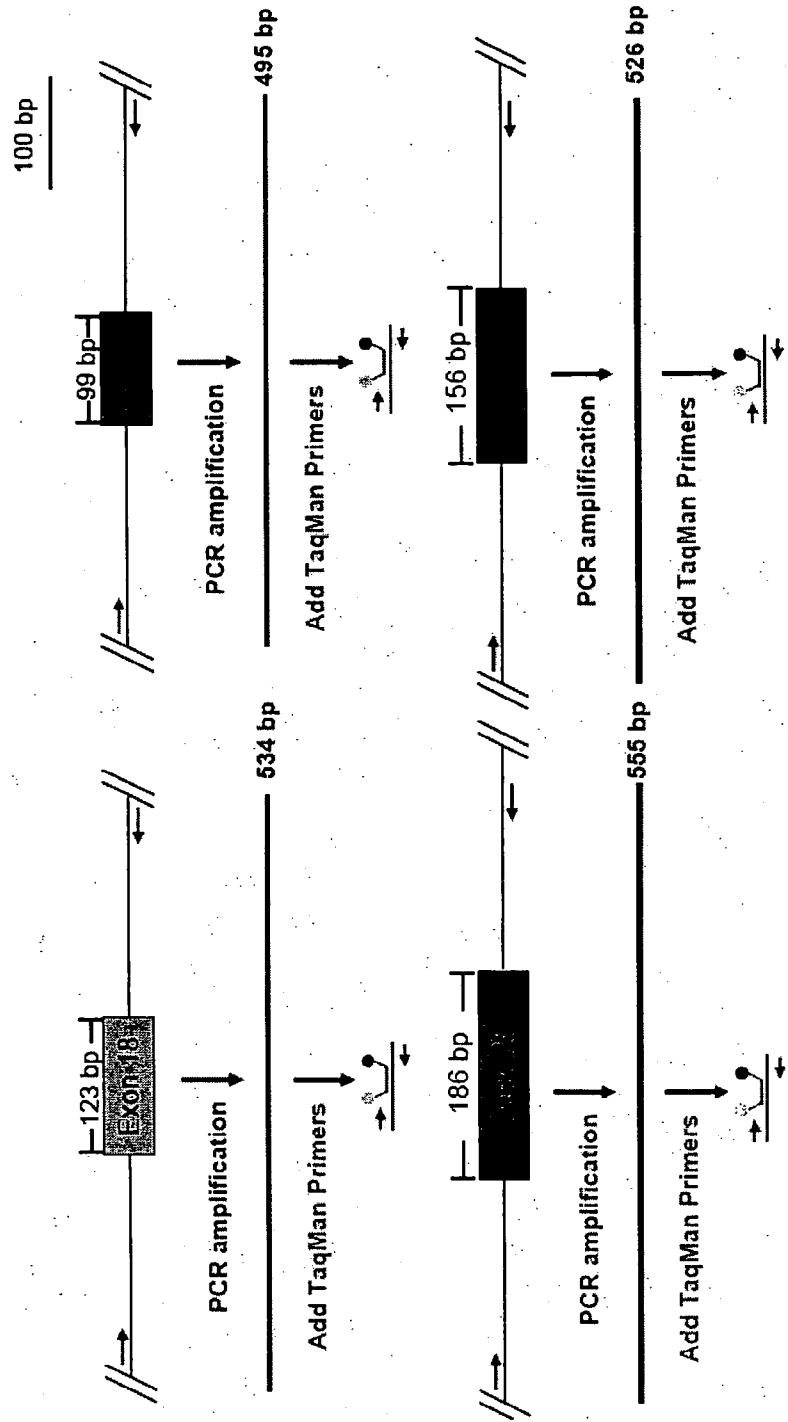 100 bp
123 bp
Exon 18
PCR amplification
534 bp
Add TaqMan Primers
99 bp
PCR amplification
495 bp
Add TaqMan Primers
186 bp
PCR amplification
555 bp
Add TaqMan Primers
156 bp
PCR amplification
526 bp
Add TaqMan Primers